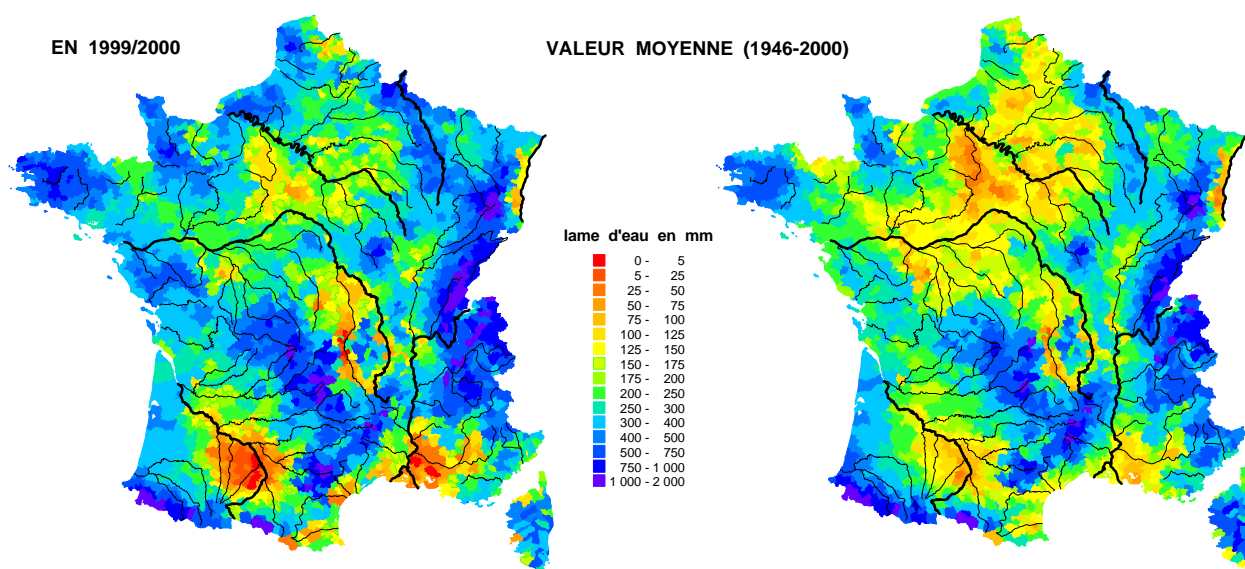 EN 1999/2000
VALEUR MOYENNE (1946-2000)
lame d'eau en mm
0 - 5
5 - 25
25 - 50
50 - 75
75 - 100
100 - 125
125 - 150
150 - 175
175 - 200
200 - 250
250 - 300
300 - 400
400 - 500
500 - 750
750 - 1 000
1 000 - 2 000